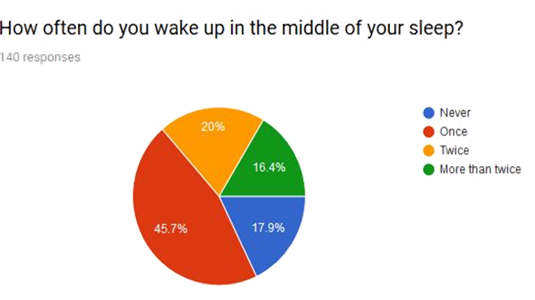 How often do you wake up in the middle of your sleep?
140 responses
Never
Once
Twice
More than twice
20%
16.4%
45.7%
17.9%